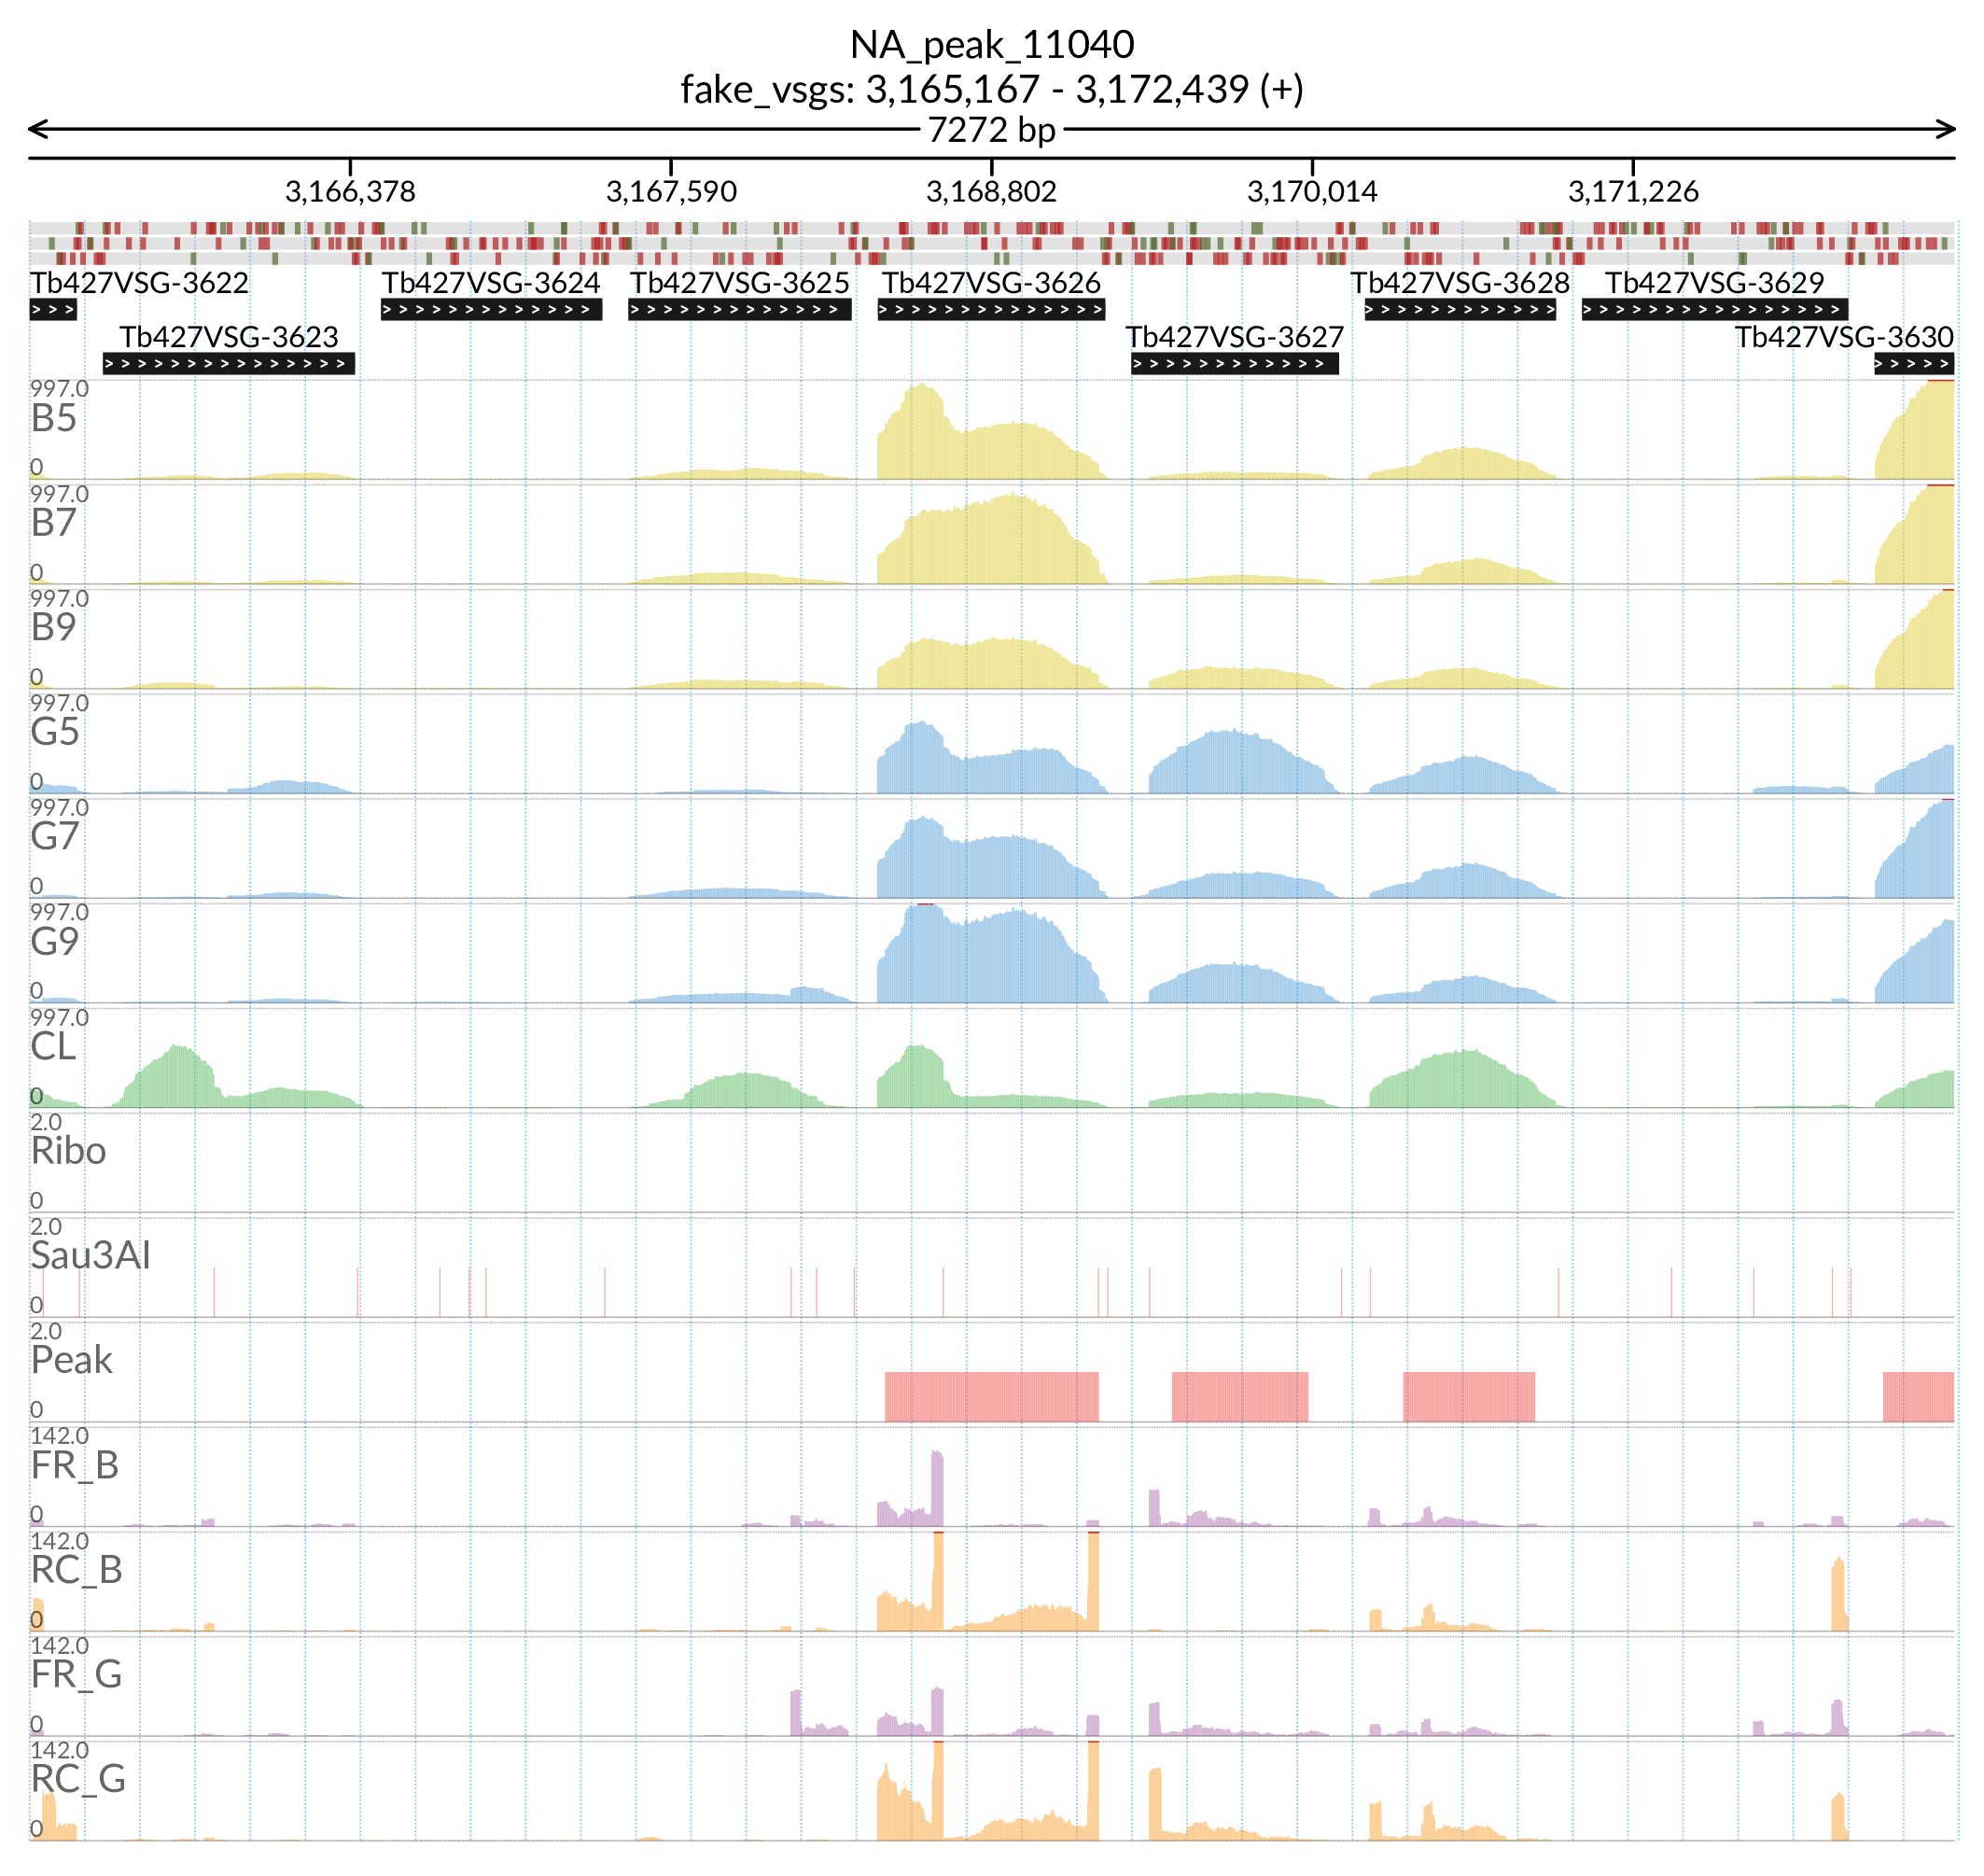 NA_peak_11040
fake_vsgs: 3,165,167 - 3,172,439 (+)
7272 bp
3,166,378 3,167,590 3,168,802 3,170,014 3,171,226
Tb427VSG-3622 Tb427VSG-3624 Tb427VSG-3625 Tb427VSG-3626 Tb427VSG-3628 Tb427VSG-3629
Tb427VSG-3623 Tb427VSG-3627 Tb427VSG-3630
997.0
B5
0
997.0
B7
0
997.0
B9
0
997.0
G5
0
997.0
G7
0
997.0
G9
0
997.0
CL
0
2.0
Ribo
0
2.0
Sau3AI
0
2.0
Peak
0
142.0
FR_B
0
142.0
RC_B
0
142.0
FR_G
0
142.0
RC_G
0